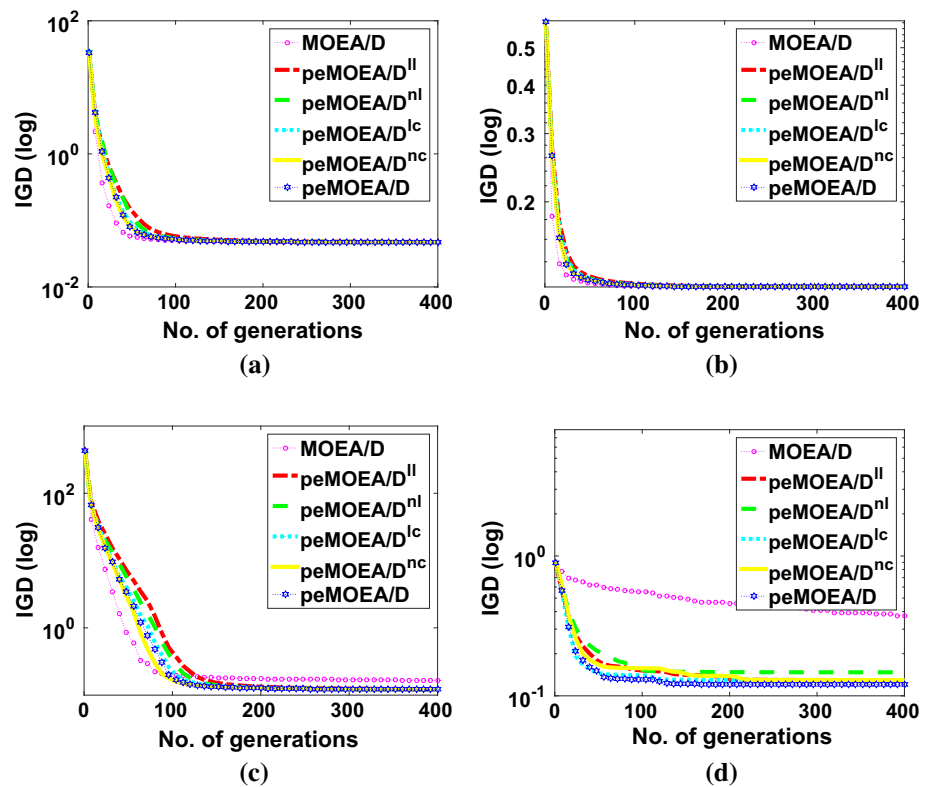 10^2
10^0
10^-2
IGD (log)
0 100 200 300 400
No. of generations
MOEA/D
peMOEA/D^ll
peMOEA/D^nl
peMOEA/D^lc
peMOEA/D^nc
peMOEA/D
(a)
0.5
0.4
0.3
0.2
IGD (log)
0 100 200 300 400
No. of generations
MOEA/D
peMOEA/D^ll
peMOEA/D^nl
peMOEA/D^lc
peMOEA/D^nc
peMOEA/D
(b)
10^2
10^0
IGD (log)
0 100 200 300 400
No. of generations
MOEA/D
peMOEA/D^ll
peMOEA/D^nl
peMOEA/D^lc
peMOEA/D^nc
peMOEA/D
(c)
10^0
10^-1
IGD (log)
0 100 200 300 400
No. of generations
MOEA/D
peMOEA/D^ll
peMOEA/D^nl
peMOEA/D^lc
peMOEA/D^nc
peMOEA/D
(d)